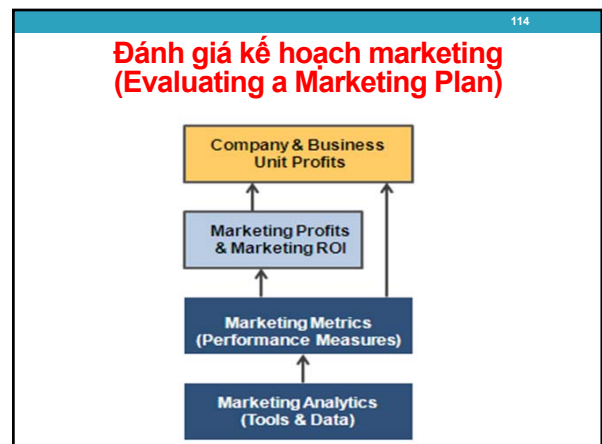 114
Đánh giá kế hoạch marketing
(Evaluating a Marketing Plan)
Company & Business
Unit Profits
Marketing Profits
& Marketing ROI
Marketing Metrics
(Performance Measures)
Marketing Analytics
(Tools & Data)